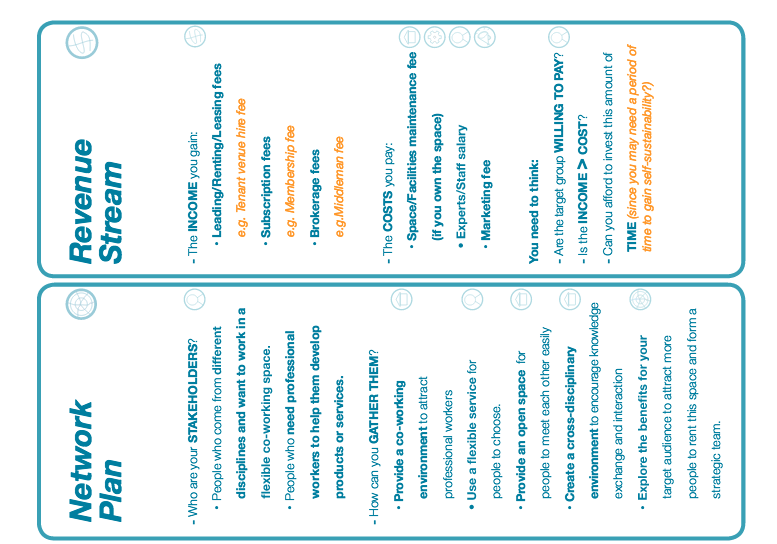 Network
Plan
- Who are your STAKEHOLDERS?
• People who come from different
disciplines and want to work in a
flexible co-working space.
• People who need professional
workers to help them develop
products or services.
- How can you GATHER THEM?
• Provide a co-working
environment to attract
professional workers
• Use a flexible service for
people to choose.
• Provide an open space for
people to meet each other easily
• Create a cross-disciplinary
environment to encourage knowledge
exchange and interaction
• Explore the benefits for your
target audience to attract more
people to rent this space and form a
strategic team.
Revenue
Stream
- The INCOME you gain:
• Leading/Renting/Leasing fees
e.g. Tenant venue hire fee
• Subscription fees
e.g. Membership fee
• Brokerage fees
e.g.Middleman fee
- The COSTS you pay:
• Space/Facilities maintenance fee
(if you own the space)
• Experts/Staff salary
• Marketing fee
You need to think:
- Are the target group WILLING TO PAY?
- Is the INCOME > COST?
- Can you afford to invest this amount of
TIME (since you may need a period of
time to gain self-sustainability?)